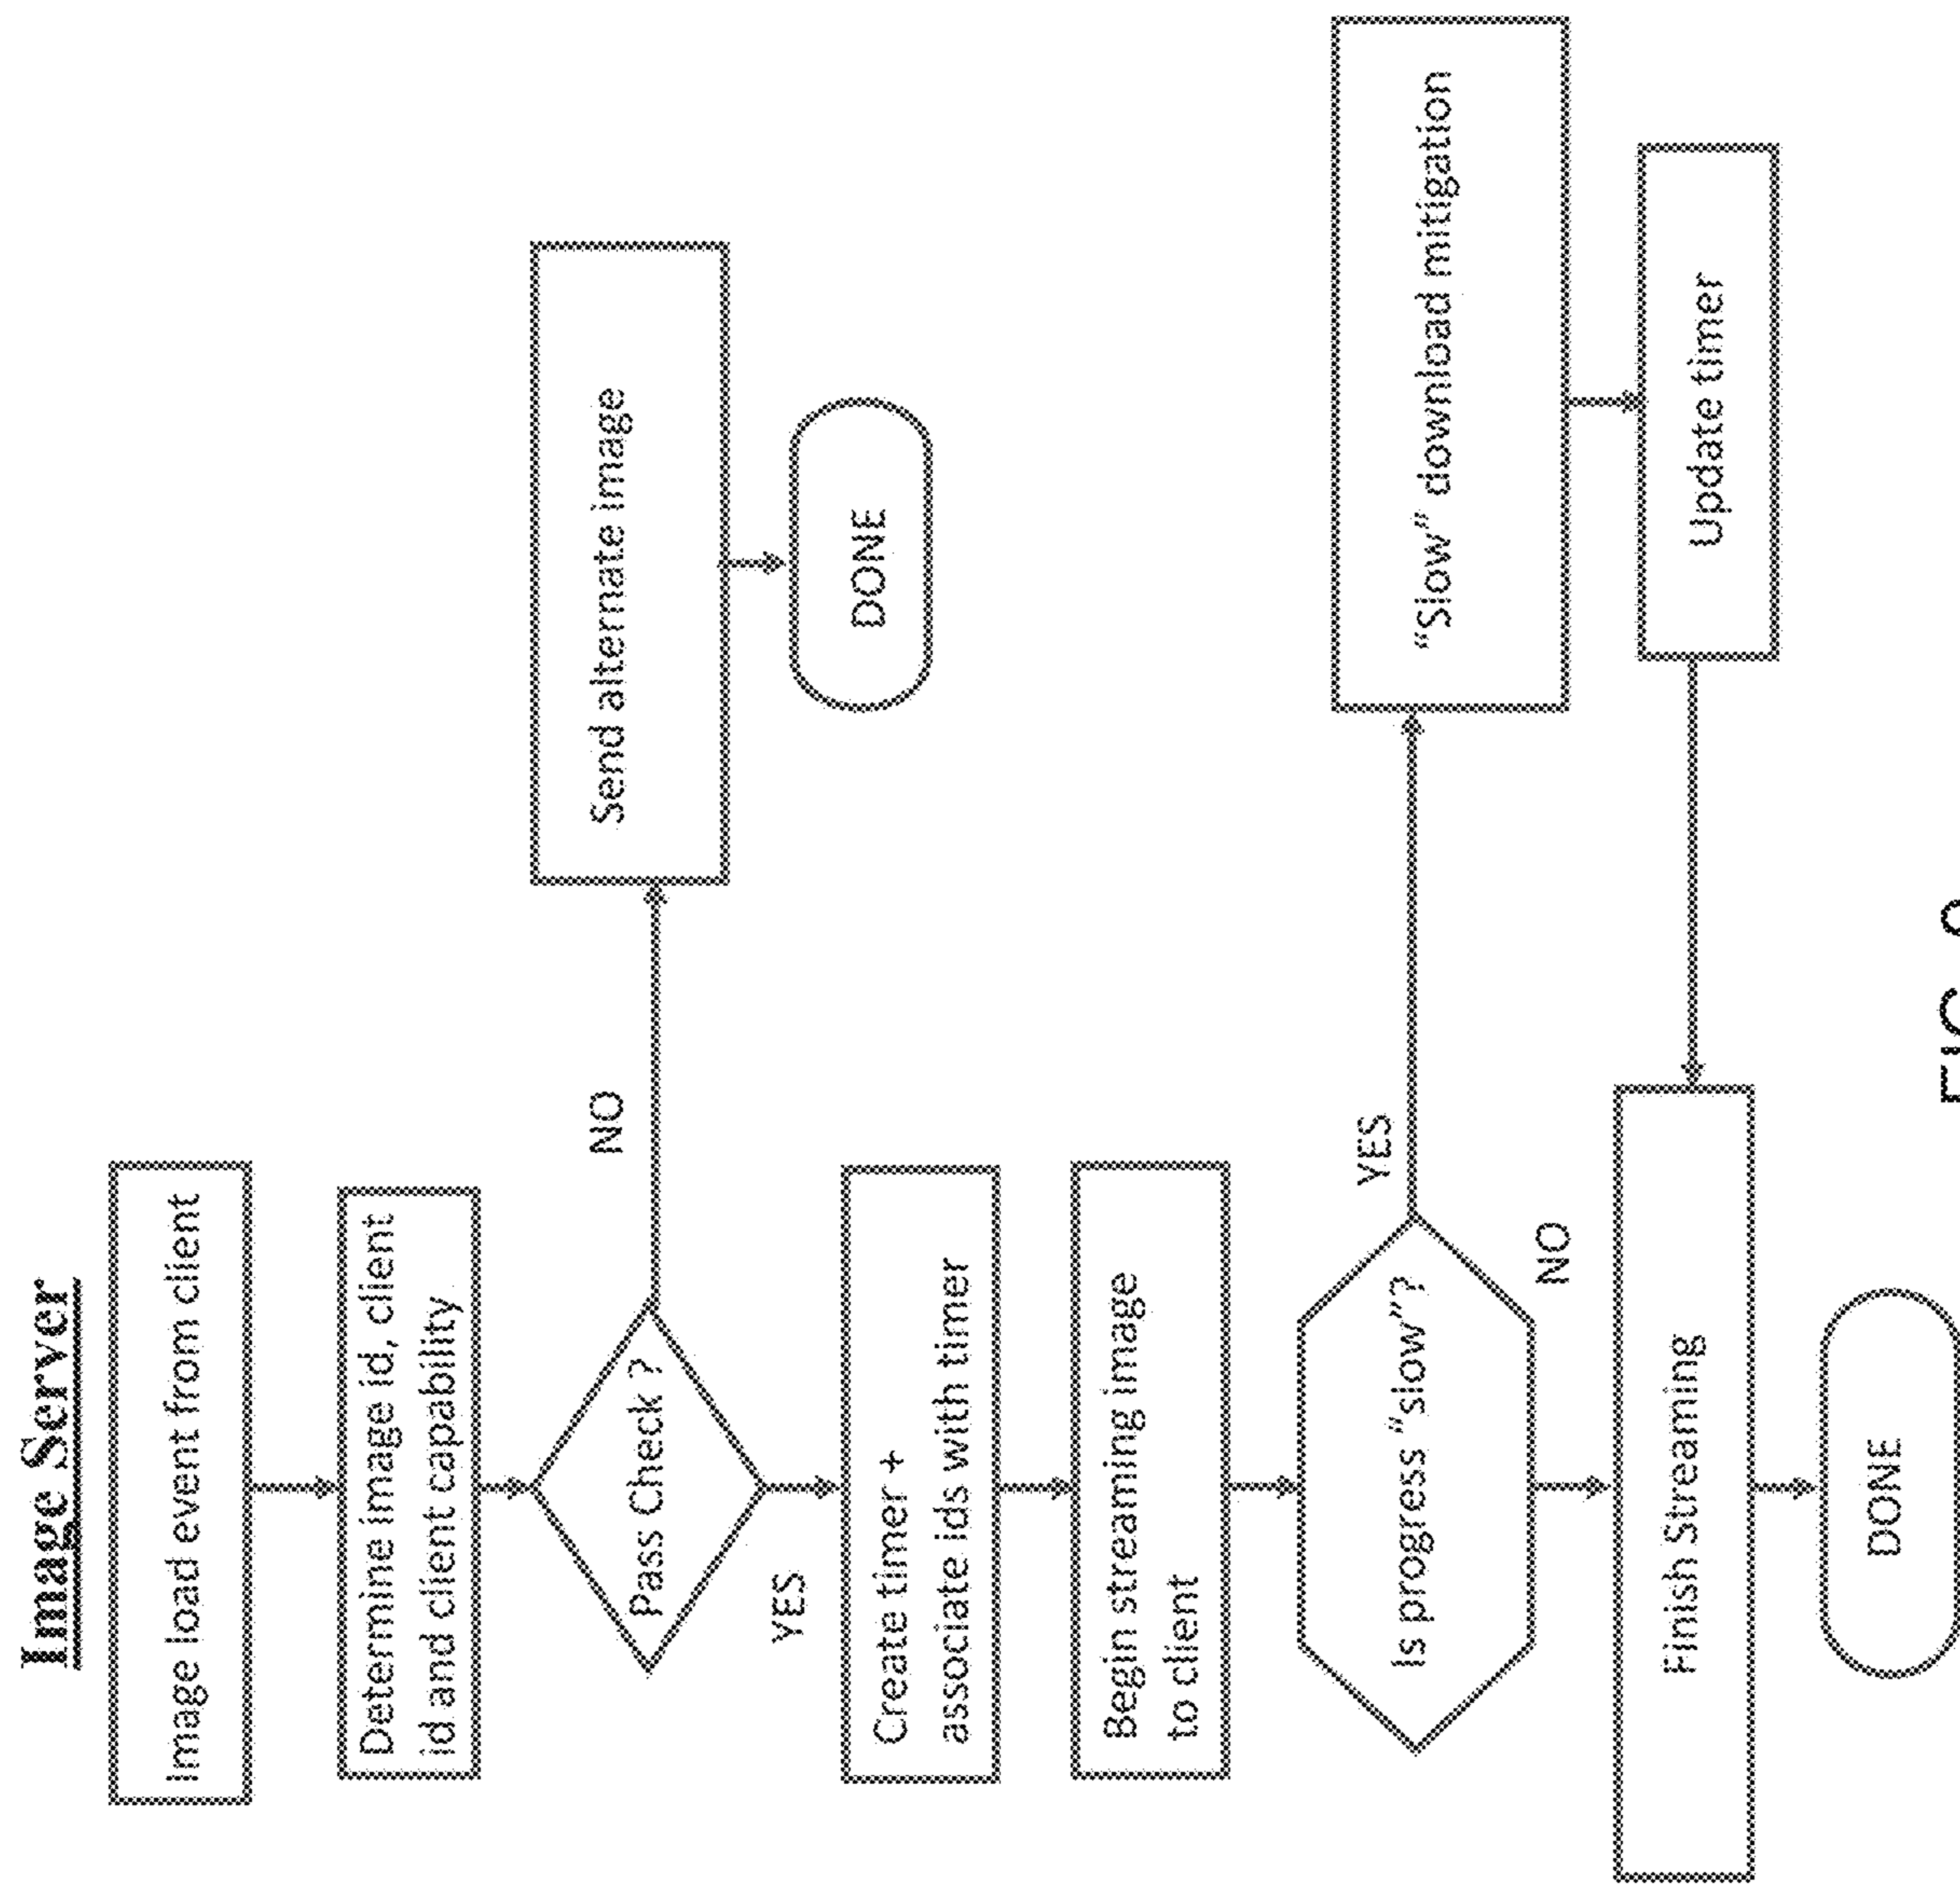 Image Server
Image load event from client
Determine image id, client
id and client capability
Pass Check ?
NO
Send alternate image
DONE
YES
Create timer +
associate ids with timer
Begin streaming image
to client
Is progress "slow"?
YES
"Slow" download mitigation
Update timer
NO
Finish Streaming
DONE
FIG.